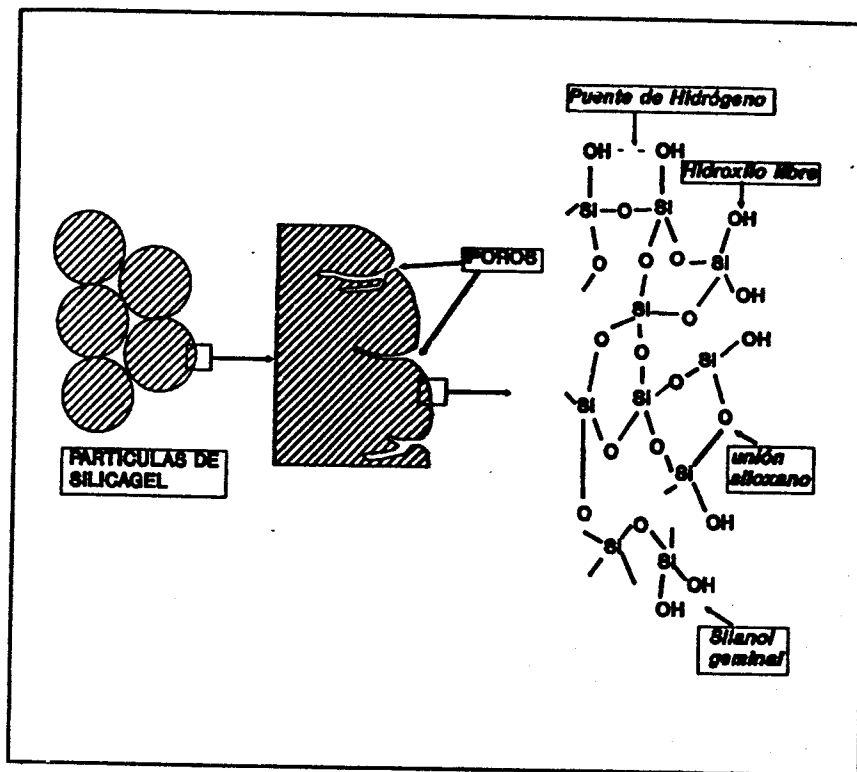 Puente de Hidrógeno
OH - - OH
Hidroxilo libre
OH
Si O Si
POROS
O O O Si
OH
Si
O
O O
Si OH
O
Si Si O
O O
unión
siloxano
PARTICULAS DE
SILICAGEL
Si
O OH
O
Si Si
OH
OH
Silanol
geminal